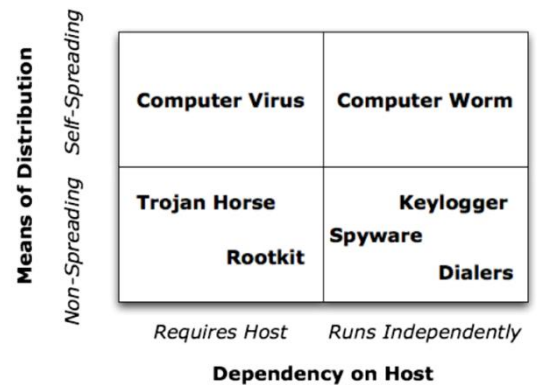 Means of Distribution
Self-Spreading
Non-Spreading
Computer Virus
Computer Worm
Trojan Horse
Rootkit
Keylogger
Spyware
Dialers
Requires Host
Runs Independently
Dependency on Host